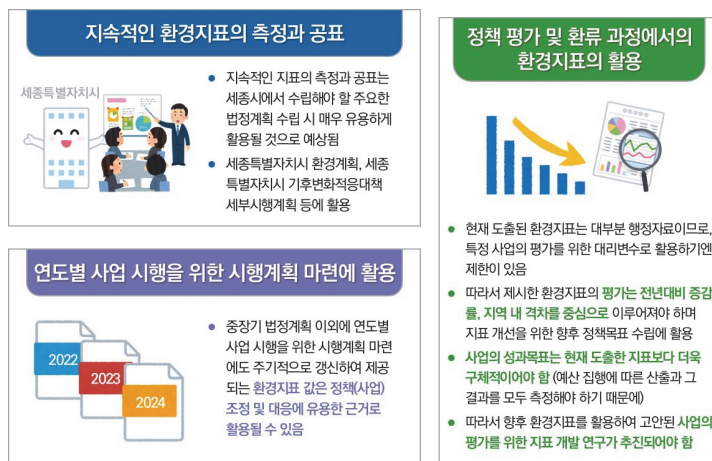 지속적인 환경지표의 측정과 공표
세종특별자치시
• 지속적인 지표의 측정과 공표는
세종시에서 수립해야 할 주요한
법정계획 수립 시 매우 유용하게
활용될 것으로 예상됨
• 세종특별자치시 환경계획, 세종
특별자치시 기후변화적응대책
세부시행계획 등에 활용
연도별 사업 시행을 위한 시행계획 마련에 활용
2022
2023
2024
• 중장기 법정계획 이외에 연도별
사업 시행을 위한 시행계획 마련
에도 주기적으로 갱신하여 제공
되는 환경지표 값은 정책(사업)
조정 및 대응에 유용한 근거로
활용될 수 있음
정책 평가 및 환류 과정에서의
환경지표의 활용
• 현재 도출된 환경지표는 대부분 행정자료이므로,
특정 사업의 평가를 위한 대리변수로 활용하기엔
제한이 있음
• 따라서 제시한 환경지표의 평가는 전년대비 증감
률, 지역 내 격차를 중심으로 이루어져야 하며
지표 개선을 위한 향후 정책목표 수립에 활용
• 사업의 성과목표는 현재 도출한 지표보다 더욱
구체적이어야 함 (예산 집행에 따른 산출과 그
결과를 모두 측정해야 하기 때문에)
• 따라서 향후 환경지표를 활용하여 고안된 사업의
평가를 위한 지표 개발 연구가 추진되어야 함